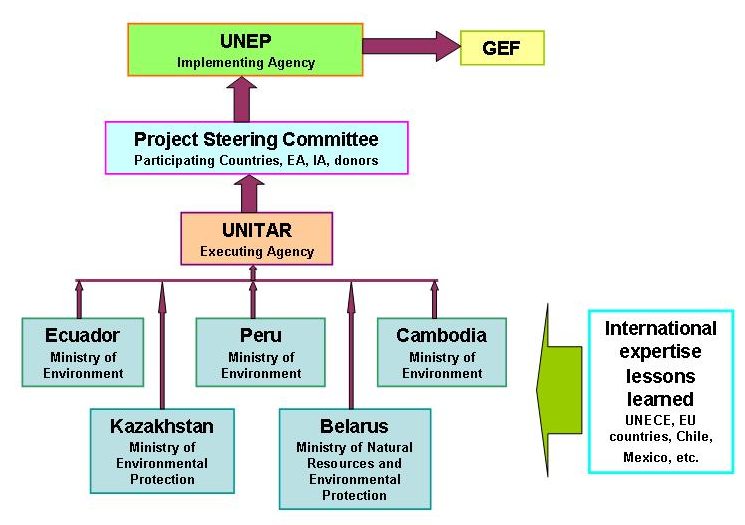 UNEP
Implementing Agency
GEF
Project Steering Committee
Participating Countries, EA, IA, donors
UNITAR
Executing Agency
Ecuador
Ministry of
Environment
Peru
Ministry of
Environment
Cambodia
Ministry of
Environment
Kazakhstan
Ministry of
Environmental
Protection
Belarus
Ministry of Natural
Resources and
Environmental
Protection
International
expertise
lessons
learned
UNECE, EU
countries, Chile,
Mexico, etc.